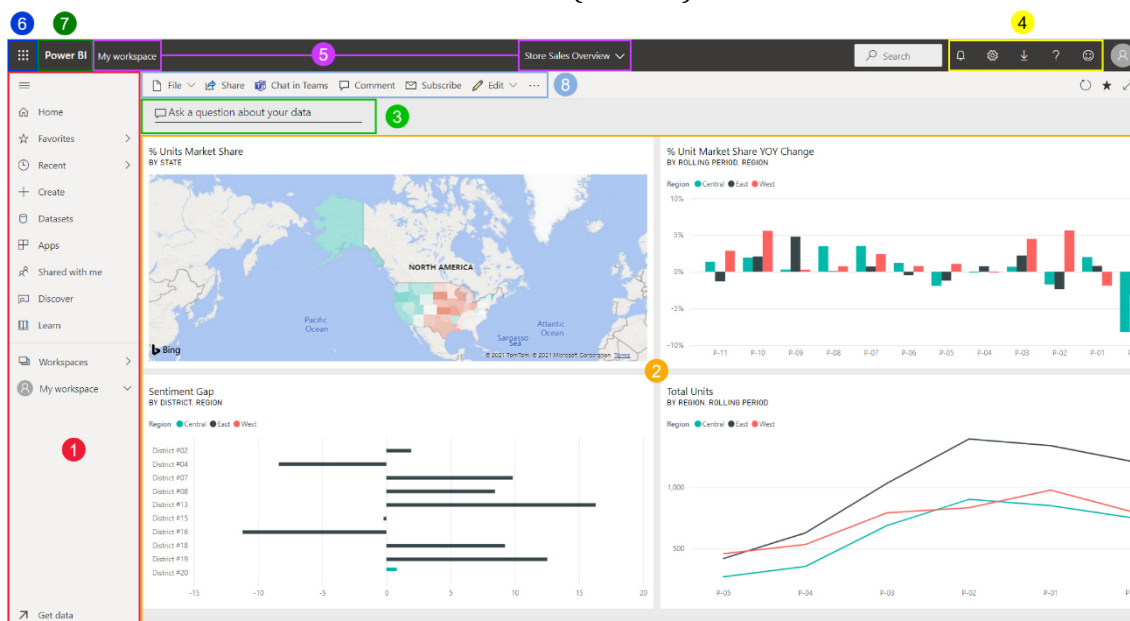 6
7
4
Power BI
My workspace
5
Store Sales Overview
Search
File
Share
Chat in Teams
Comment
Subscribe
Edit
8
Ask a question about your data
3
Home
Favorites
Recent
Create
Datasets
Apps
Shared with me
Discover
Learn
Workspaces
My workspace
1
Get data
% Units Market Share
BY STATE
NORTH AMERICA
Pacific
Ocean
Atlantic
Ocean
Sargasso
Sea
Bing
© 2021 TomTom, © 2021 Microsoft Corporation Terms
% Unit Market Share YOY Change
BY ROLLING PERIOD, REGION
Region Central East West
10%
5%
0%
-5%
-10%
P-11 P-10 P-09 P-08 P-07 P-06 P-05 P-04 P-03 P-02 P-01
2
Sentiment Gap
BY DISTRICT, REGION
Region Central East West
District #02
District #04
District #07
District #08
District #13
District #15
District #16
District #18
District #19
District #20
-15 -10 -5 0 5 10 15 20
Total Units
BY REGION, ROLLING PERIOD
Region Central East West
1,000
500
P-05 P-04 P-03 P-02 P-01